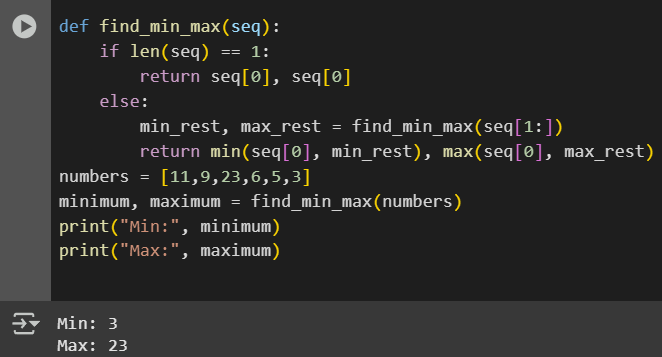 def find_min_max(seq):
    if len(seq) == 1:
        return seq[0], seq[0]
    else:
        min_rest, max_rest = find_min_max(seq[1:])
        return min(seq[0], min_rest), max(seq[0], max_rest)
numbers = [11,9,23,6,5,3]
minimum, maximum = find_min_max(numbers)
print("Min:", minimum)
print("Max:", maximum)
Min: 3
Max: 23